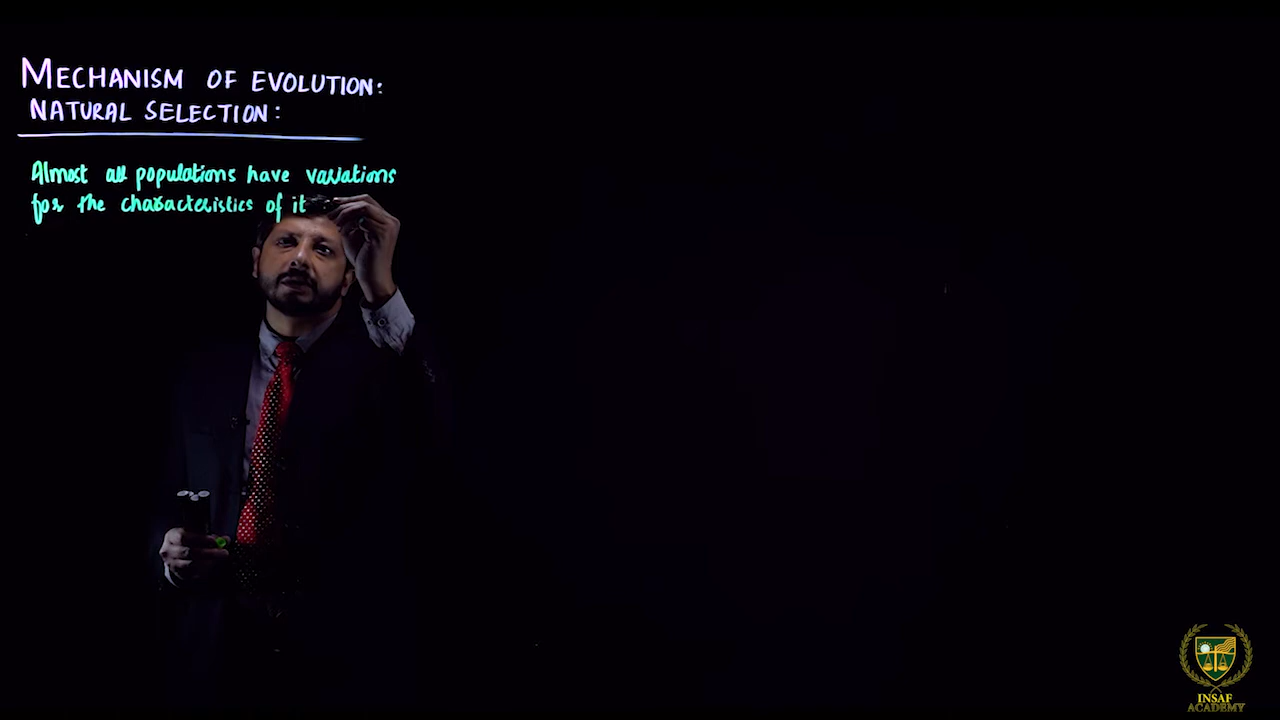 MECHANISM OF EVOLUTION:
NATURAL SELECTION:
Almost all populations have variations
for the characteristics of it
INSAF
ACADEMY